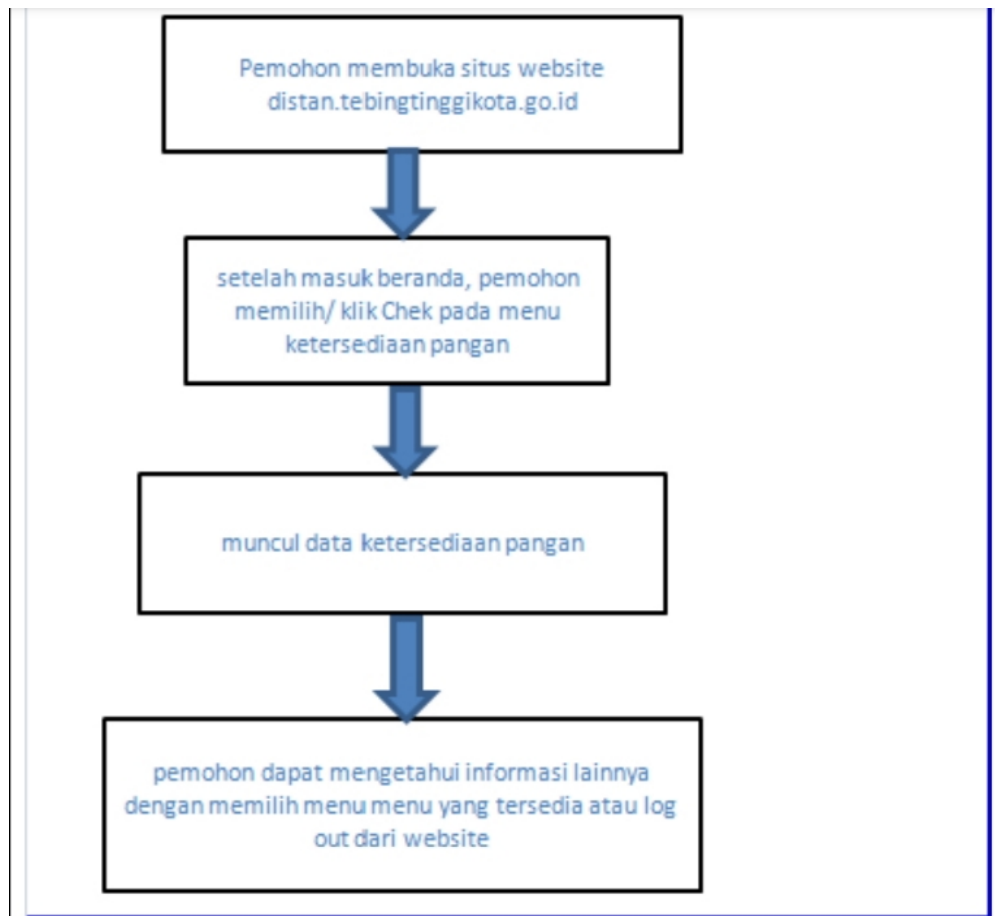 Pemohon membuka situs website
distan.tebingtinggikota.go.id
setelah masuk beranda, pemohon
memilih/ klik Chek pada menu
ketersediaan pangan
muncul data ketersediaan pangan
pemohon dapat mengetahui informasi lainnya
dengan memilih menu menu yang tersedia atau log
out dari website